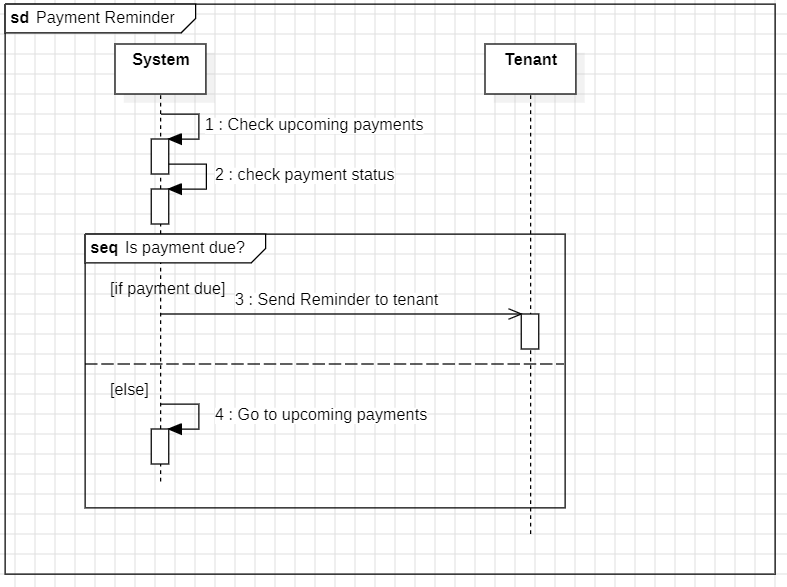 sd Payment Reminder
System
Tenant
1 : Check upcoming payments
2 : check payment status
seq Is payment due?
[if payment due]
3 : Send Reminder to tenant
[else]
4 : Go to upcoming payments